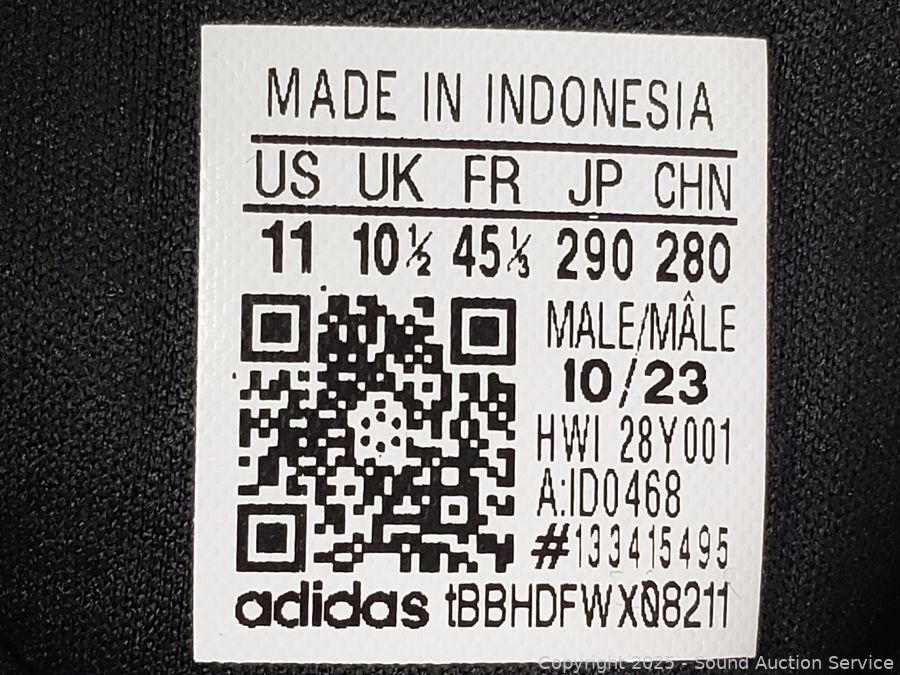 MADE IN INDONESIA
US UK FR JP CHN
11 10½ 45⅓ 290 280
MALE/MÂLE
10/23
HWI 28Y001
A:ID0468
#133415495
adidas tBBHDFWX08211
Copyright 2025 - Sound Auction Service